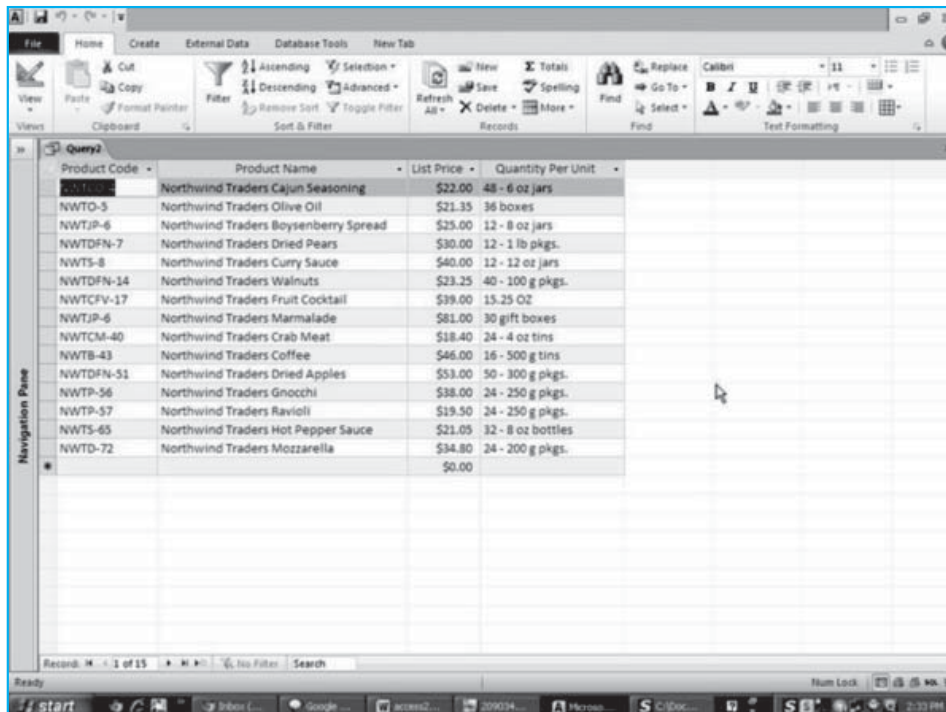 File Home Create External Data Database Tools New Tab
View
Views
Paste
Cut
Copy
Format Painter
Clipboard
Filter
Ascending
Descending
Remove Sort
Selection
Advanced
Toggle Filter
Sort & Filter
Refresh All
New
Save
Delete
Totals
Spelling
More
Records
Find
Replace
Go To
Select
Find
Calibri 11
B I U
A
Text Formatting
Query2
Product Code Product Name List Price Quantity Per Unit
Northwind Traders Cajun Seasoning $22.00 48 - 6 oz jars
NWTO-5 Northwind Traders Olive Oil $21.35 36 boxes
NWTJP-6 Northwind Traders Boysenberry Spread $25.00 12 - 8 oz jars
NWTDFN-7 Northwind Traders Dried Pears $30.00 12 - 1 lb pkgs.
NWTS-8 Northwind Traders Curry Sauce $40.00 12 - 12 oz jars
NWTDFN-14 Northwind Traders Walnuts $23.25 40 - 100 g pkgs.
NWTCFV-17 Northwind Traders Fruit Cocktail $39.00 15.25 OZ
NWTJP-6 Northwind Traders Marmalade $81.00 30 gift boxes
NWTCM-40 Northwind Traders Crab Meat $18.40 24 - 4 oz tins
NWTB-43 Northwind Traders Coffee $46.00 16 - 500 g tins
NWTDFN-51 Northwind Traders Dried Apples $53.00 50 - 300 g pkgs.
NWTP-56 Northwind Traders Gnocchi $38.00 24 - 250 g pkgs.
NWTP-57 Northwind Traders Ravioli $19.50 24 - 250 g pkgs.
NWTS-65 Northwind Traders Hot Pepper Sauce $21.05 32 - 8 oz bottles
NWTD-72 Northwind Traders Mozzarella $34.80 24 - 200 g pkgs.
$0.00
Navigation Pane
Record: 1 of 15 No Filter Search
Ready Num Lock
start Inbox (... Google ... access2... 209034... Microso... C:\Doc... 2:33 PM